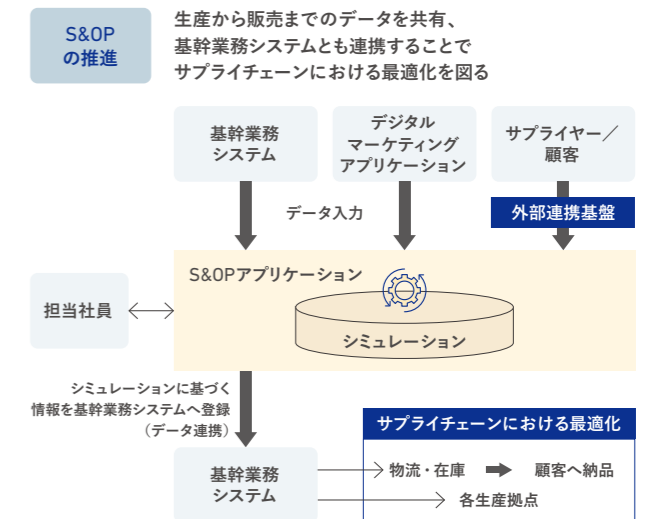 S&OP
の推進
生産から販売までのデータを共有、
基幹業務システムとも連携することで
サプライチェーンにおける最適化を図る
基幹業務
システム
デジタル
マーケティング
アプリケーション
サプライヤー／
顧客
データ入力
外部連携基盤
S&OPアプリケーション
担当社員
シミュレーション
シミュレーションに基づく
情報を基幹業務システムへ登録
（データ連携）
サプライチェーンにおける最適化
基幹業務
システム
物流・在庫
顧客へ納品
各生産拠点